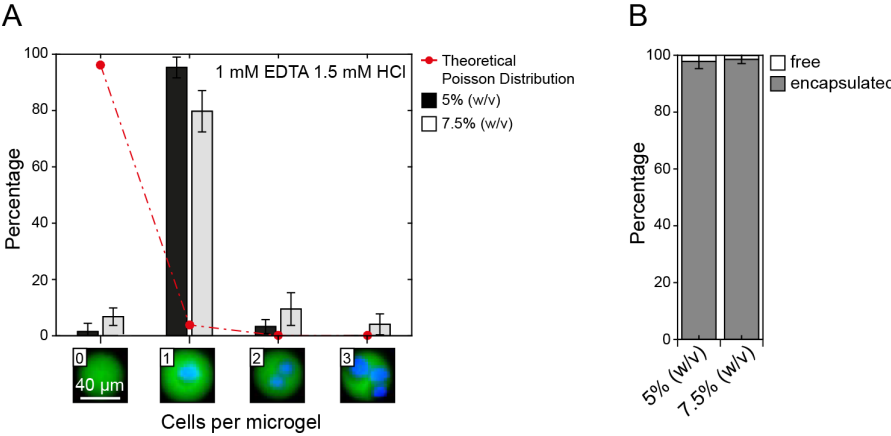 A
Percentage
100
80
60
40
20
0
1 mM EDTA 1.5 mM HCl
Theoretical
Poisson Distribution
5% (w/v)
7.5% (w/v)
0
40 µm
1
2
3
Cells per microgel
B
Percentage
100
80
60
40
20
0
free
encapsulated
5% (w/v)
7.5% (w/v)